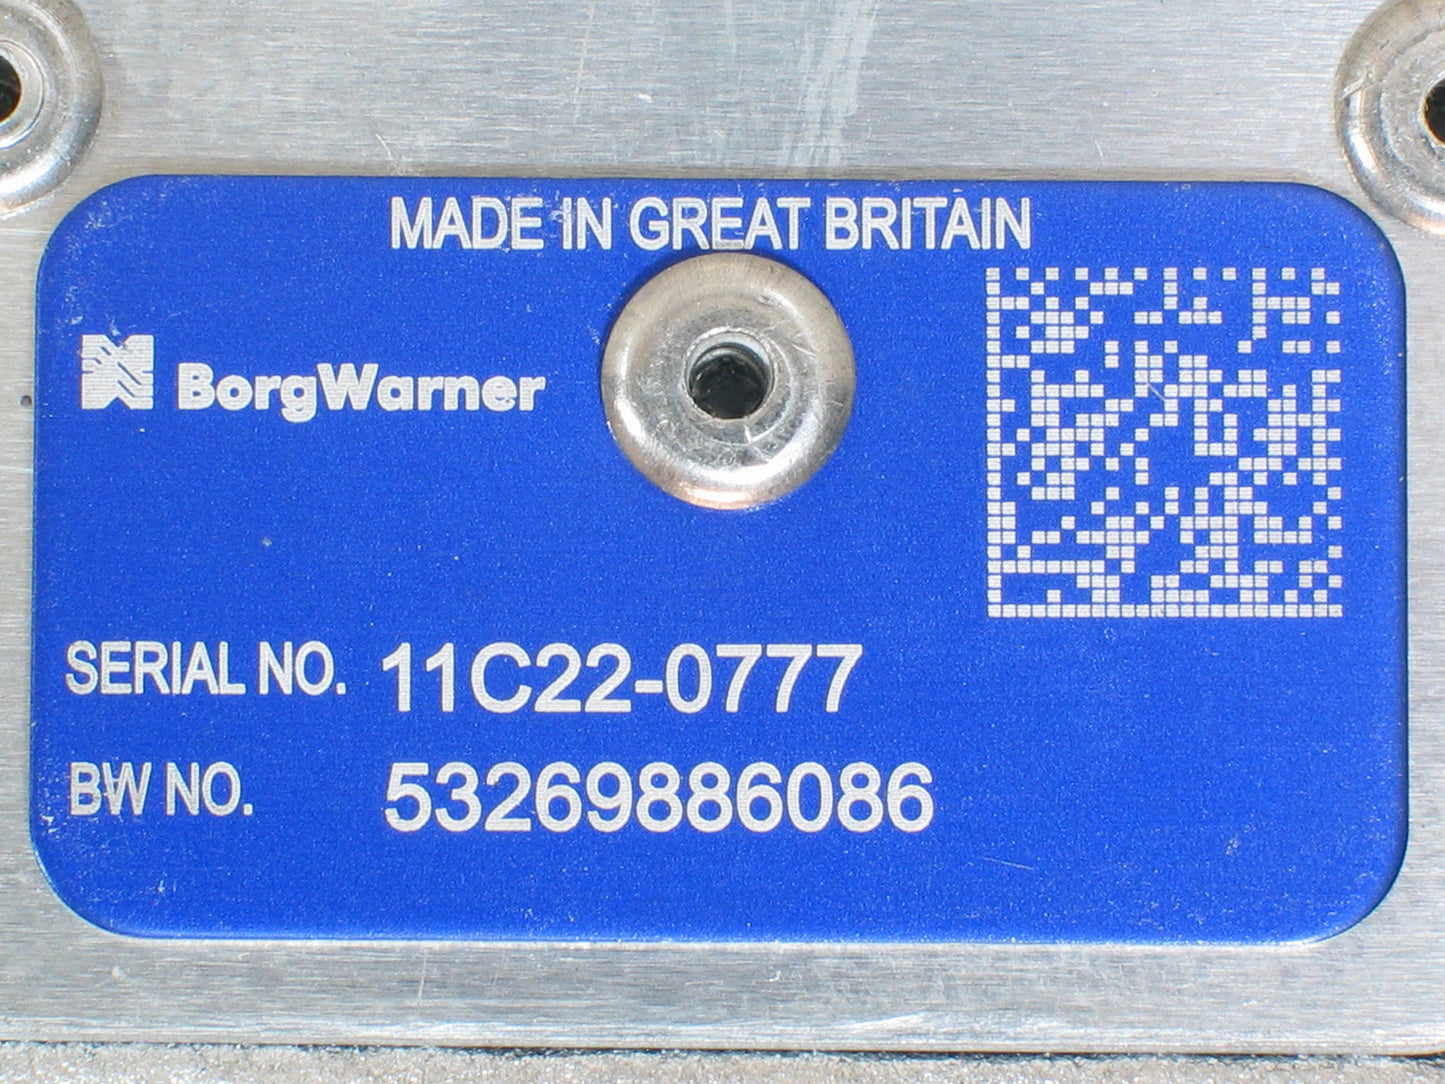 MADE IN GREAT BRITAIN
BorgWarner
SERIAL NO. 11C22-0777
BW NO. 53269886086